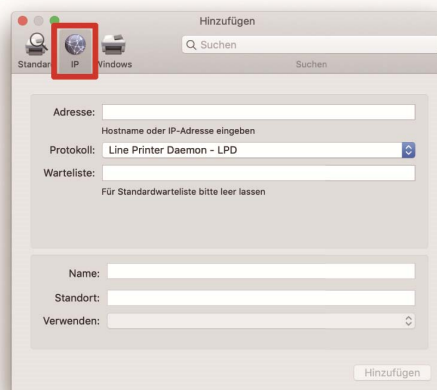 Hinzufügen
Suchen
Standard IP Windows Suchen
Adresse:
Hostname oder IP-Adresse eingeben
Protokoll: Line Printer Daemon - LPD
Warteliste:
Für Standardwarteliste bitte leer lassen
Name:
Standort:
Verwenden:
Hinzufügen